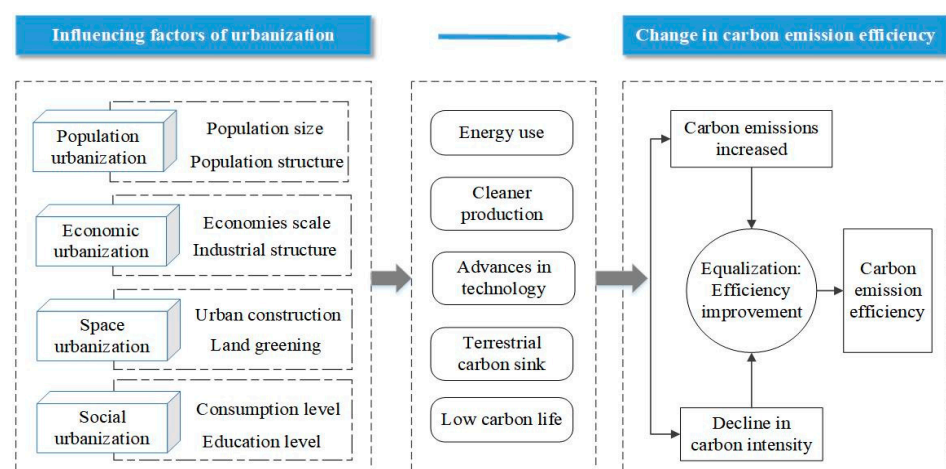 Influencing factors of urbanization
Change in carbon emission efficiency
Population
urbanization
Population size
Population structure
Economic
urbanization
Economies scale
Industrial structure
Space
urbanization
Urban construction
Land greening
Social
urbanization
Consumption level
Education level
Energy use
Cleaner
production
Advances in
technology
Terrestrial
carbon sink
Low carbon life
Carbon emissions
increased
Equalization:
Efficiency
improvement
Carbon
emission
efficiency
Decline in
carbon intensity